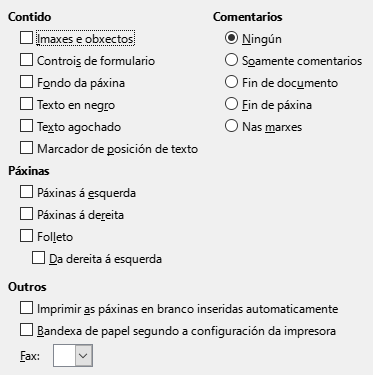 Contido
Imaxes e obxectos
Controis de formulario
Fondo da páxina
Texto en negro
Texto agochado
Marcador de posición de texto
Comentarios
Ningún
Soamente comentarios
Fin de documento
Fin de páxina
Nas marxes
Páxinas
Páxinas á esquerda
Páxinas á dereita
Folleto
Da dereita á esquerda
Outros
Imprimir as páxinas en branco inseridas automaticamente
Bandexa de papel segundo a configuración da impresora
Fax: